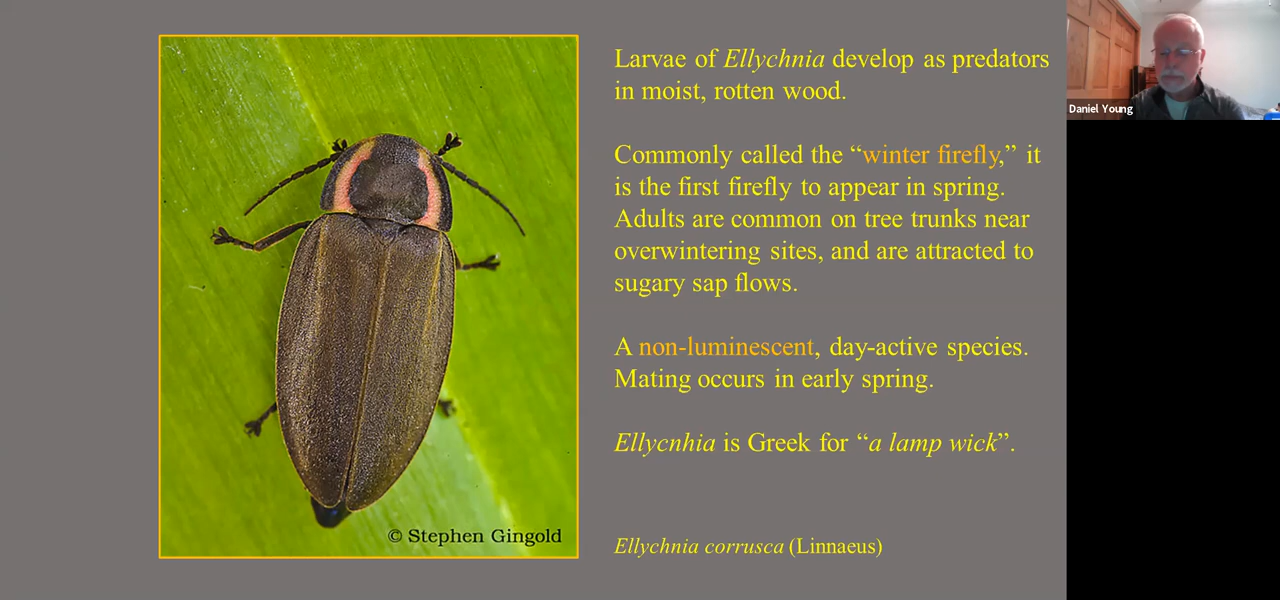 Larvae of Ellychnia develop as predators
in moist, rotten wood.
Commonly called the “winter firefly,” it
is the first firefly to appear in spring.
Adults are common on tree trunks near
overwintering sites, and are attracted to
sugary sap flows.
A non-luminescent, day-active species.
Mating occurs in early spring.
Ellycnhia is Greek for “a lamp wick”.
Ellychnia corrusca (Linnaeus)
© Stephen Gingold
Daniel Young